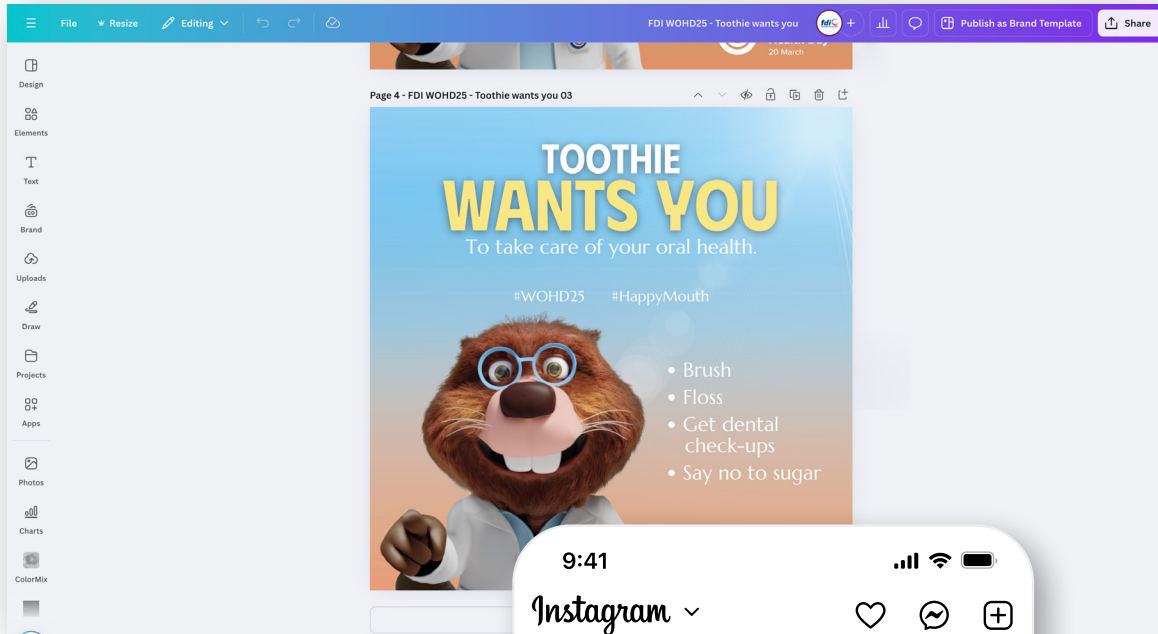 File
Resize
Editing
FDI WOHD25 - Toothie wants you
fdi
Publish as Brand Template
Share
Design
Elements
Text
Brand
Uploads
Draw
Projects
Apps
Photos
Charts
ColorMix
20 March
Page 4 - FDI WOHD25 - Toothie wants you 03
TOOTHIE
WANTS YOU
To take care of your oral health.
#WOHD25 #HappyMouth
• Brush
• Floss
• Get dental
check-ups
• Say no to sugar
9:41
Instagram